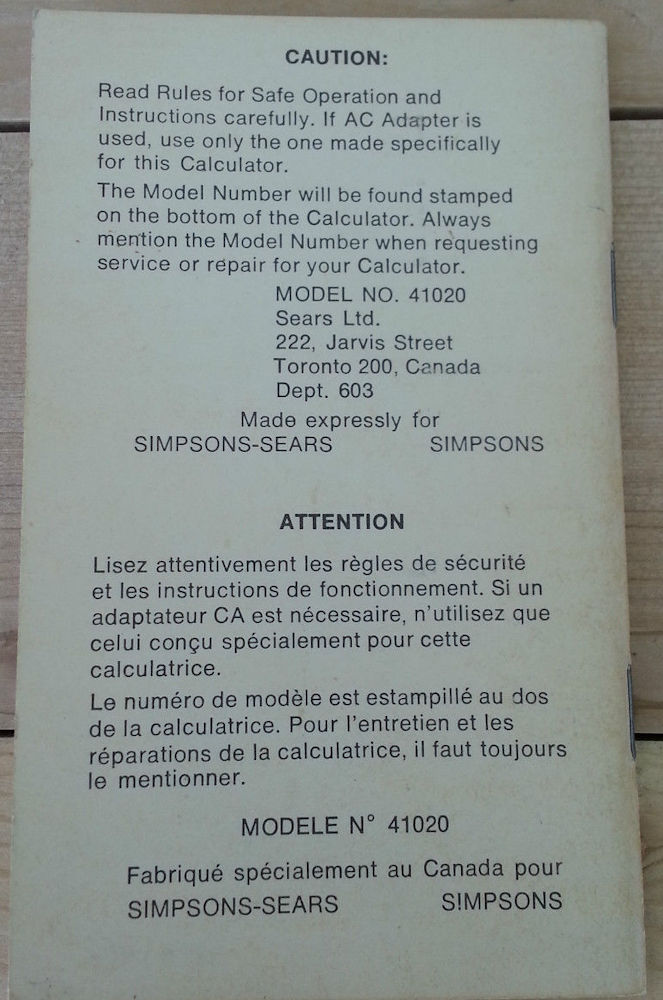 CAUTION:
Read Rules for Safe Operation and
Instructions carefully. If AC Adapter is
used, use only the one made specifically
for this Calculator.
The Model Number will be found stamped
on the bottom of the Calculator. Always
mention the Model Number when requesting
service or repair for your Calculator.
MODEL NO. 41020
Sears Ltd.
222, Jarvis Street
Toronto 200, Canada
Dept. 603
Made expressly for
SIMPSONS-SEARS SIMPSONS
ATTENTION
Lisez attentivement les règles de sécurité
et les instructions de fonctionnement. Si un
adaptateur CA est nécessaire, n'utilisez que
celui conçu spécialement pour cette
calculatrice.
Le numéro de modèle est estampillé au dos
de la calculatrice. Pour l'entretien et les
réparations de la calculatrice, il faut toujours
le mentionner.
MODELE N° 41020
Fabriqué spécialement au Canada pour
SIMPSONS-SEARS SIMPSONS